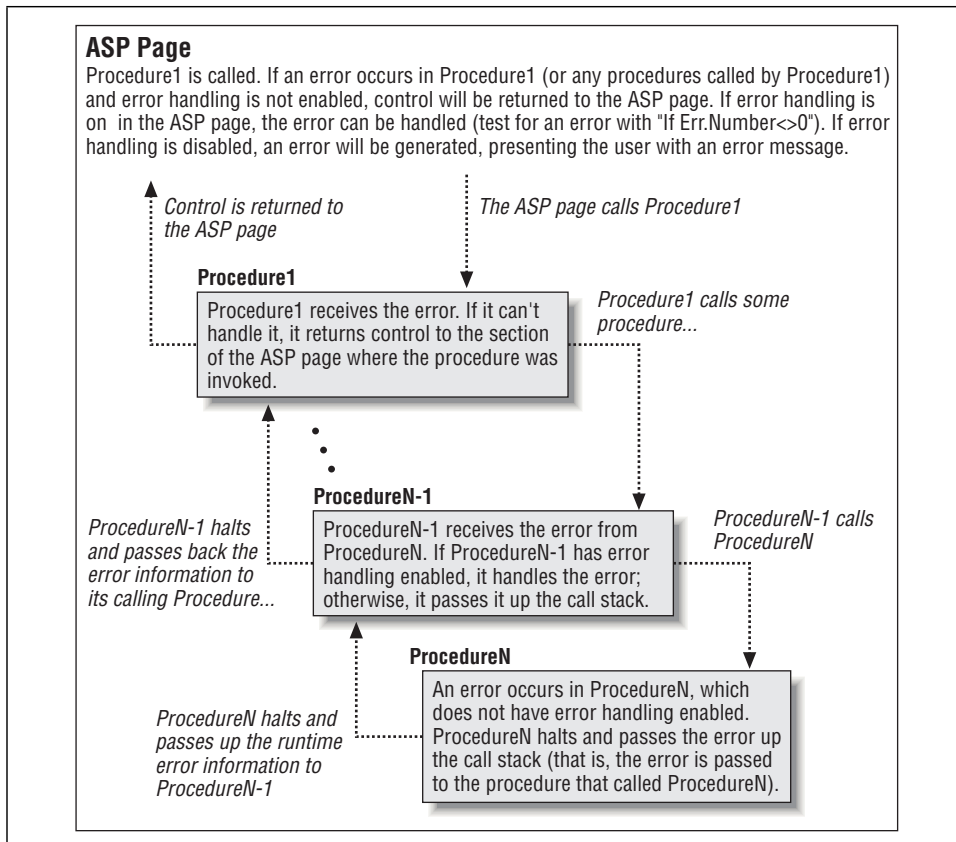 ASP Page
Procedure1 is called. If an error occurs in Procedure1 (or any procedures called by Procedure1)
and error handling is not enabled, control will be returned to the ASP page. If error handling is
on in the ASP page, the error can be handled (test for an error with "If Err.Number<>0"). If error
handling is disabled, an error will be generated, presenting the user with an error message.
Control is returned to
the ASP page
The ASP page calls Procedure1
Procedure1
Procedure1 receives the error. If it can't
handle it, it returns control to the section
of the ASP page where the procedure was
invoked.
Procedure1 calls some
procedure...
ProcedureN-1
ProcedureN-1 receives the error from
ProcedureN. If ProcedureN-1 has error
handling enabled, it handles the error;
otherwise, it passes it up the call stack.
ProcedureN-1 halts
and passes back the
error information to
its calling Procedure...
ProcedureN-1 calls
ProcedureN
ProcedureN
An error occurs in ProcedureN, which
does not have error handling enabled.
ProcedureN halts and passes the error up
the call stack (that is, the error is passed
to the procedure that called ProcedureN).
ProcedureN halts and
passes up the runtime
error information to
ProcedureN-1